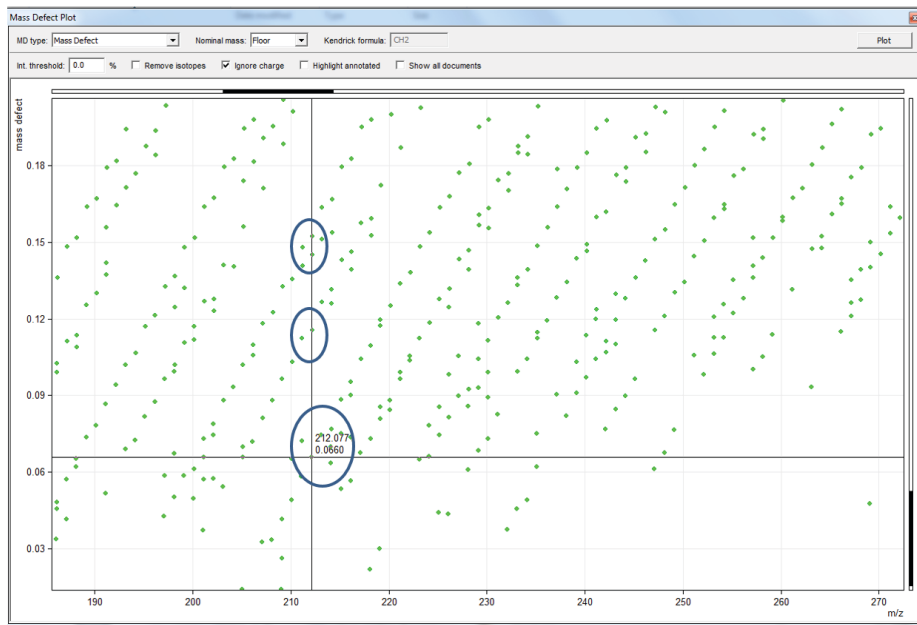 Mass Defect Plot
MD type: Mass Defect Nominal mass: Floor Kendrick formula: CH2 Plot
Int. threshold: 0.0 % Remove isotopes Ignore charge Highlight annotated Show all documents
mass defect
0.18
0.15
0.12
0.09
0.06
0.03
212.077
0.0660
190 200 210 220 230 240 250 260 270
m/z